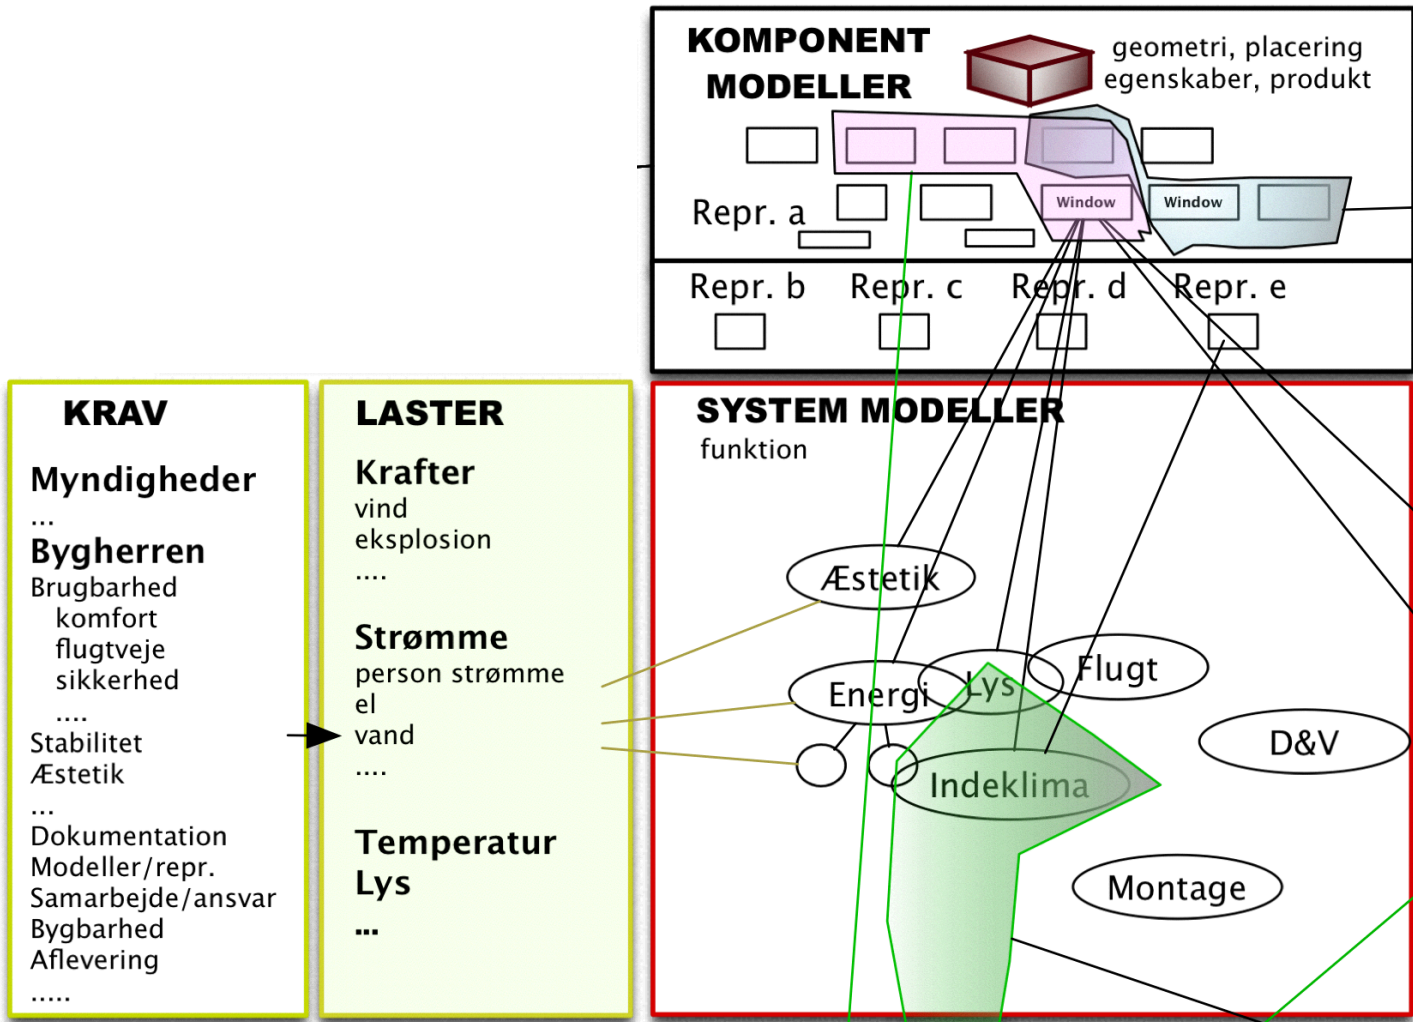 KOMPONENT
MODELLER
geometri, placering
egenskaber, produkt
Repr. a
Window
Window
Repr. b
Repr. c
Repr. d
Repr. e
KRAV
Myndigheder
...
Bygherren
Brugbarhed
komfort
flugtveje
sikkerhed
....
Stabilitet
Æstetik
...
Dokumentation
Modeller/repr.
Samarbejde/ansvar
Bygbarhed
Aflevering
.....
LASTER
Krafter
vind
eksplosion
....
Strømme
person strømme
el
vand
....
Temperatur
Lys
...
SYSTEM MODELLER
funktion
Æstetik
Energi
Lys
Flugt
D&V
Indeklima
Montage